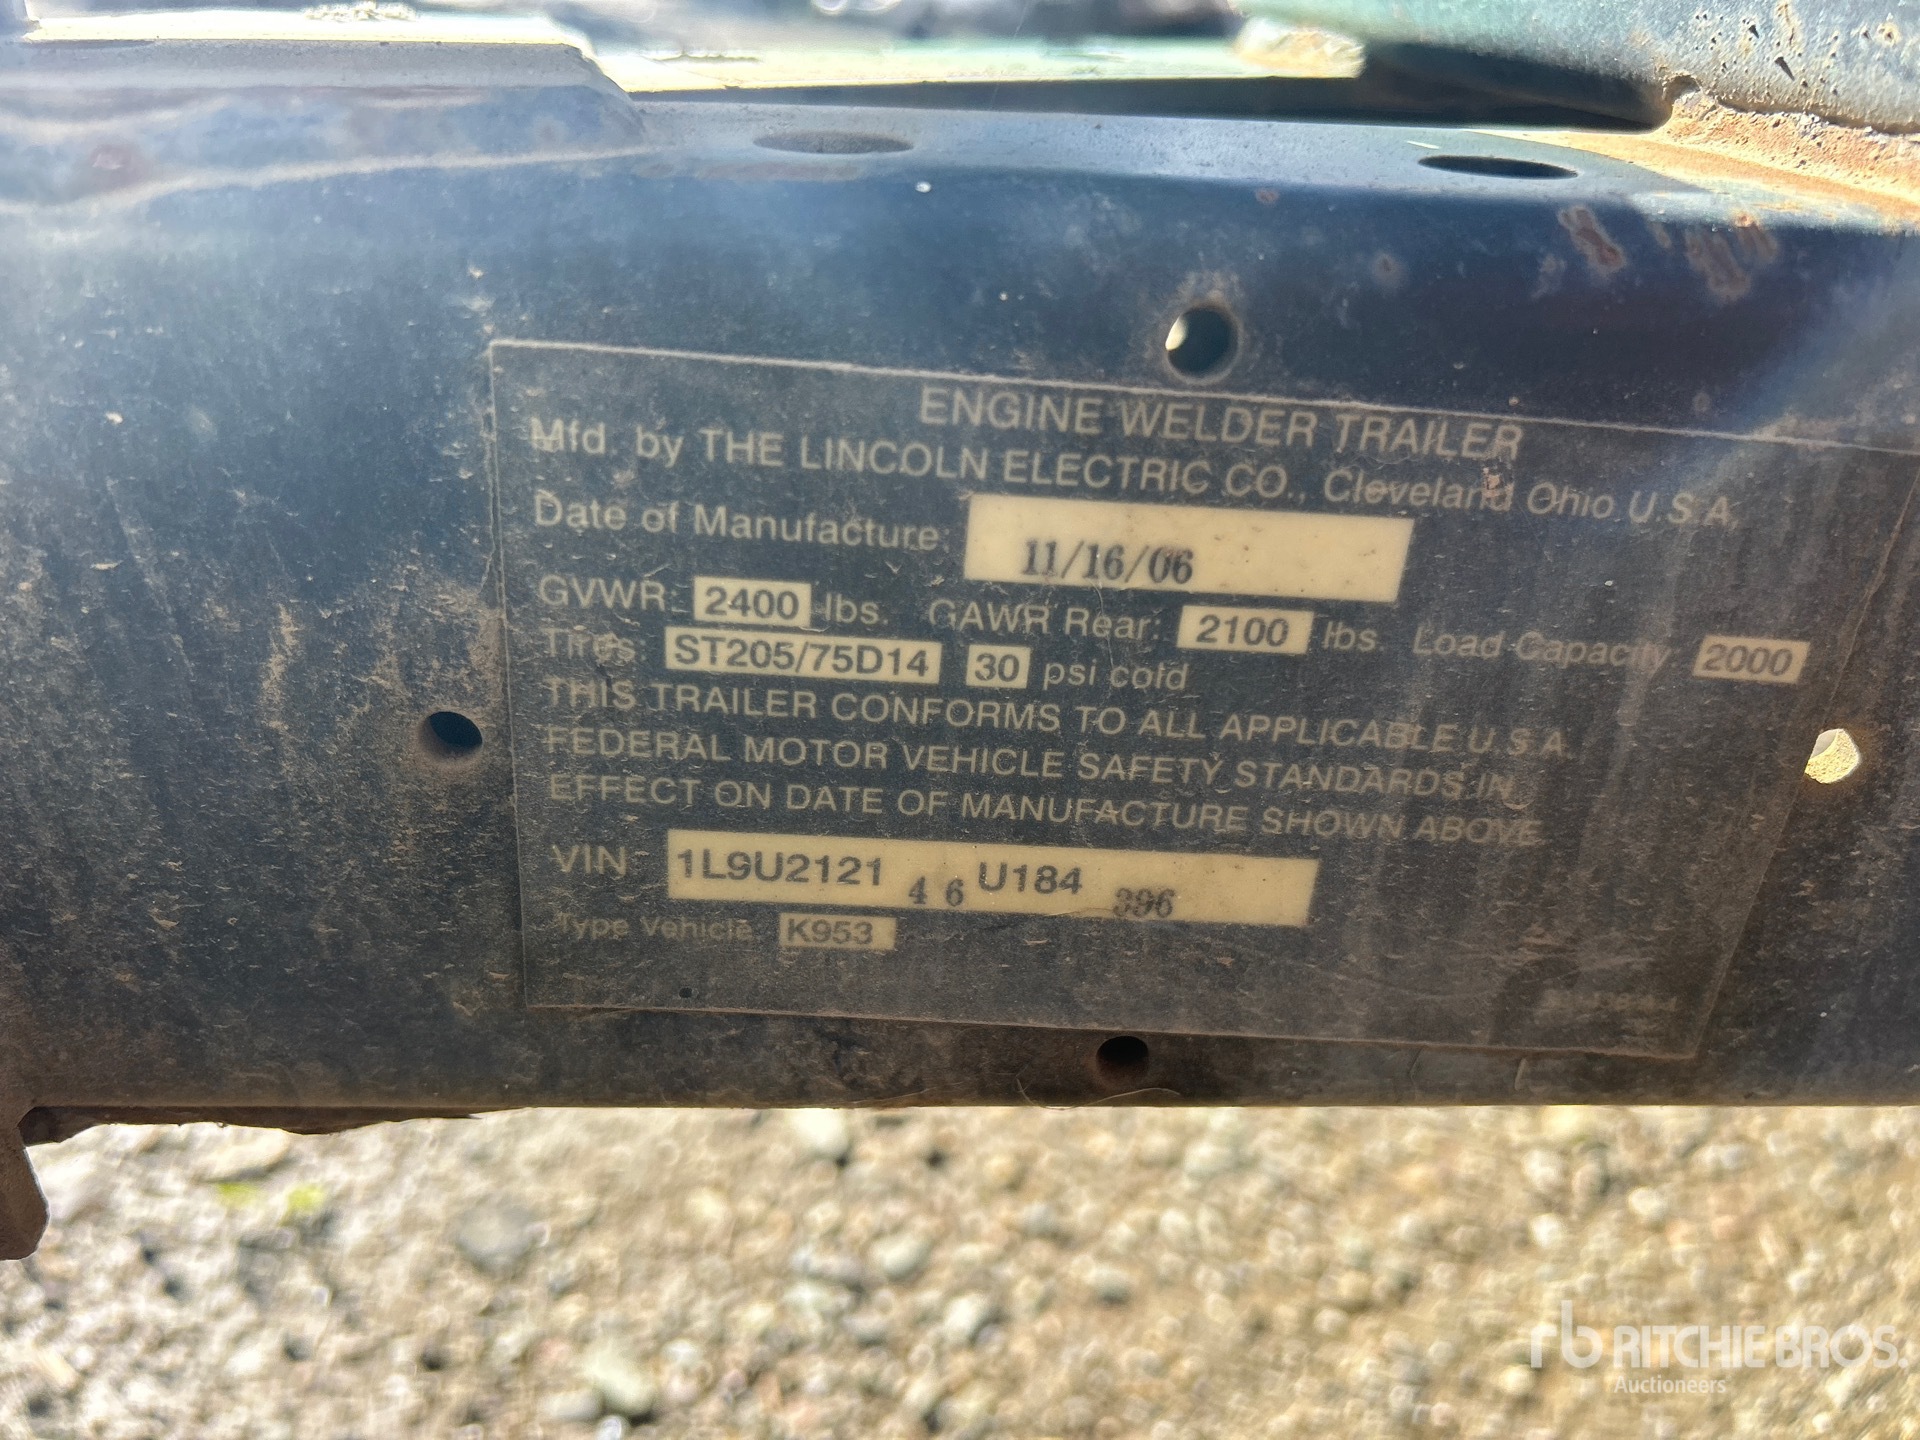 ENGINE WELDER TRAILER
Mfd. by THE LINCOLN ELECTRIC CO., Cleveland Ohio U.S.A.
Date of Manufacture: 11/16/06
GVWR: 2400 lbs. GAWR Rear: 2100 lbs. Load Capacity: 2000
Tires: ST205/75D14 30 psi cold
THIS TRAILER CONFORMS TO ALL APPLICABLE U.S.A.
FEDERAL MOTOR VEHICLE SAFETY STANDARDS IN
EFFECT ON DATE OF MANUFACTURE SHOWN ABOVE
VIN 1L9U2121 46 U184 396
Type Vehicle K953
rb RITCHIE BROS.
Auctioneers